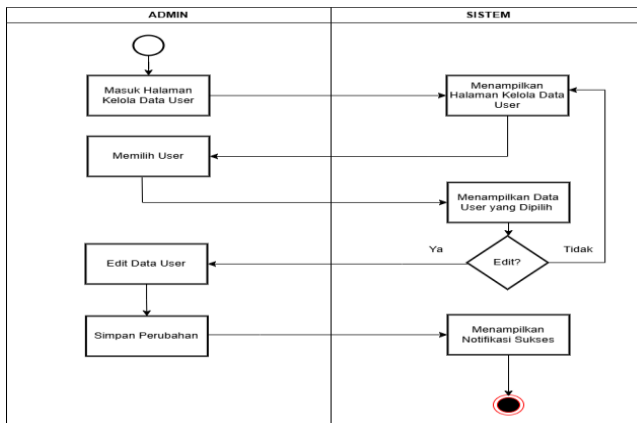 ADMIN
SISTEM
Masuk Halaman
Kelola Data User
Menampilkan
Halaman Kelola Data
User
Memilih User
Menampilkan Data
User yang Dipilih
Edit?
Ya
Tidak
Edit Data User
Simpan Perubahan
Menampilkan
Notifikasi Sukses